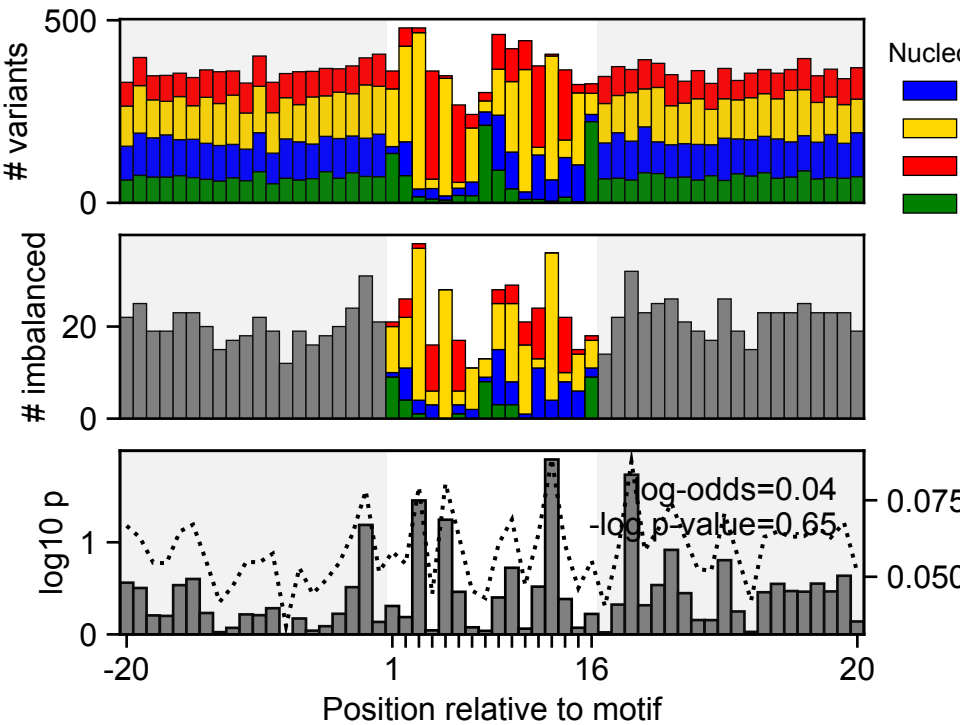 500
0
# variants
Nucleo
20
0
# imbalanced
1
0
log10 p
log-odds=0.04
-log p-value=0.65
0.075
0.050
-20
1
16
20
Position relative to motif